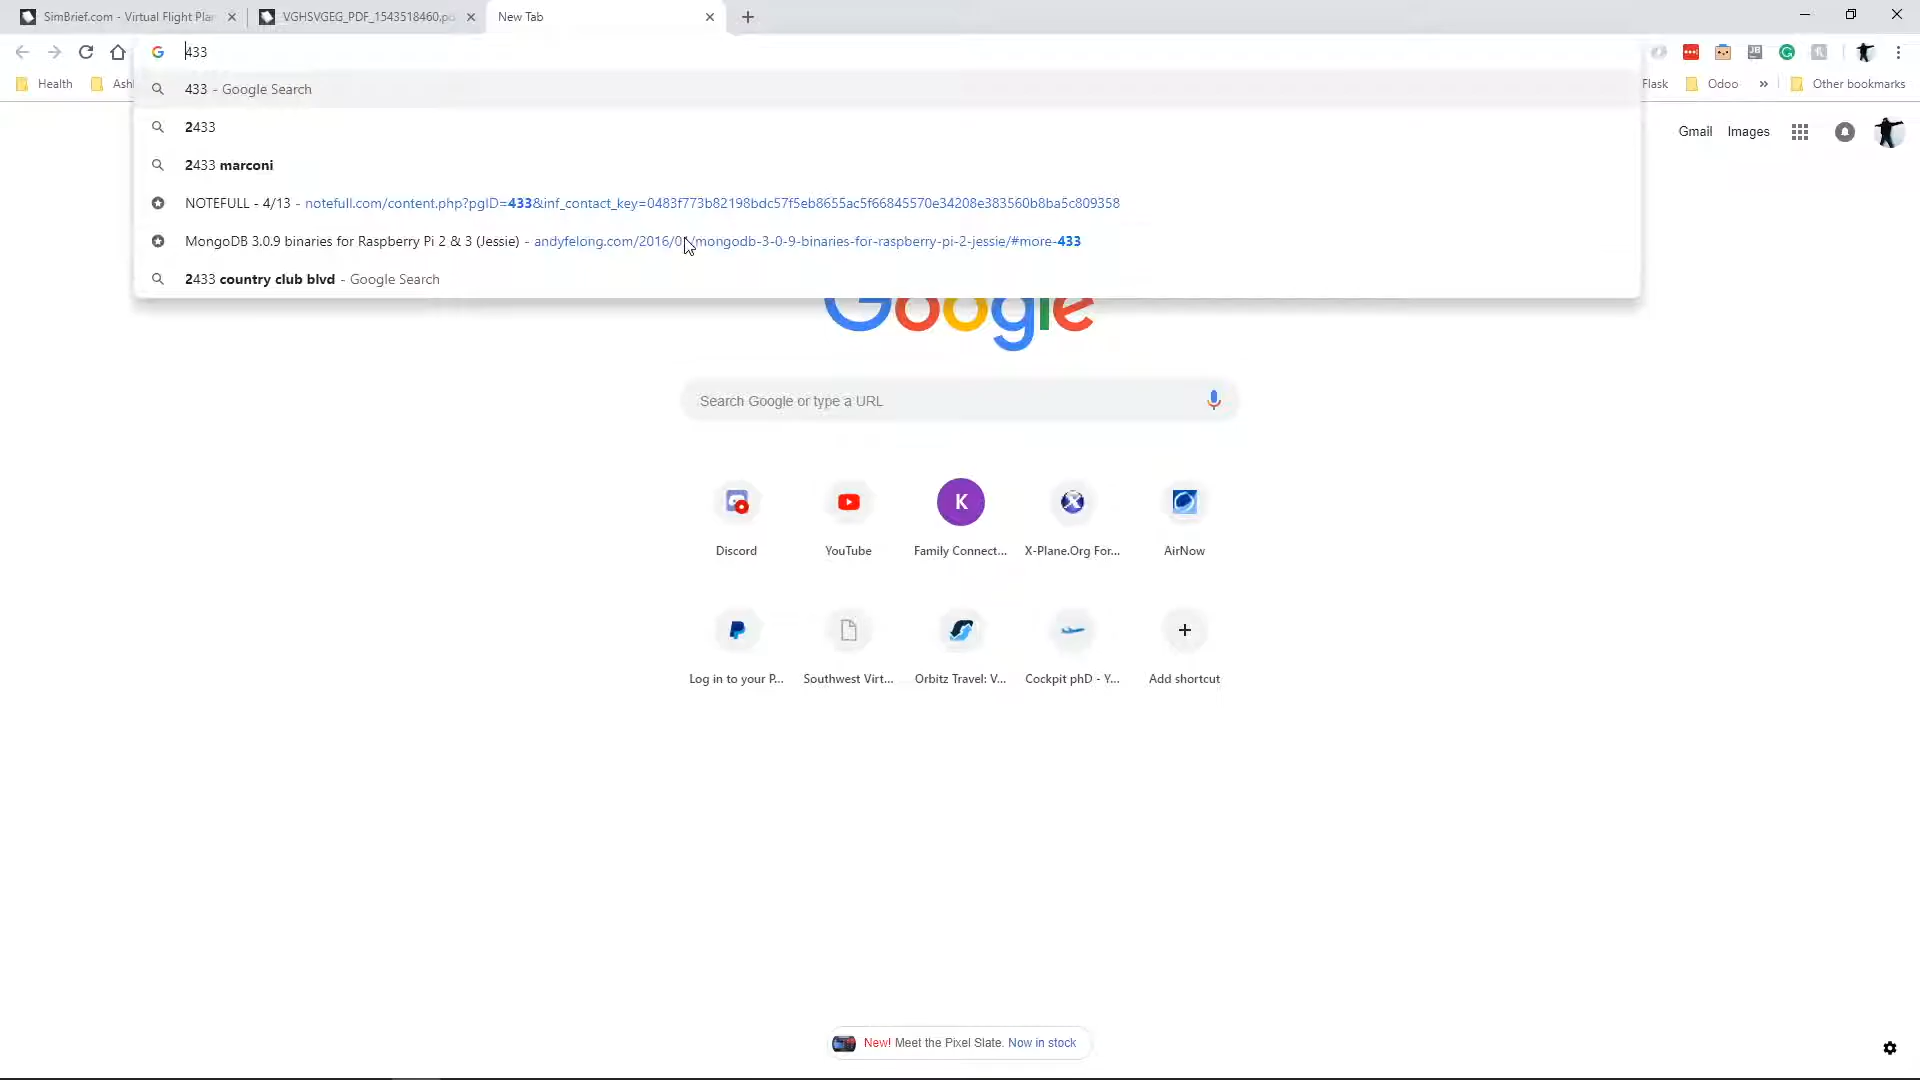 SimBrief.com - Virtual Flight Plan
VGHSVGEG_PDF_1543518460.pd
New Tab
433
Health
Ash
Flask
Odoo
»
Other bookmarks
433 - Google Search
2433
2433 marconi
NOTEFULL - 4/13 - notefull.com/content.php?pgID=433&inf_contact_key=0483f773b82198bdc57f5eb8655ac5f66845570e34208e383560b8ba5c809358
MongoDB 3.0.9 binaries for Raspberry Pi 2 & 3 (Jessie) - andyfelong.com/2016/0 /mongodb-3-0-9-binaries-for-raspberry-pi-2-jessie/#more-433
2433 country club blvd - Google Search
Gmail
Images
Google
Search Google or type a URL
K
Discord
YouTube
Family Connect...
X-Plane.Org For...
AirNow
Log in to your P...
Southwest Virt...
Orbitz Travel: V...
Cockpit phD - Y...
Add shortcut
New! Meet the Pixel Slate. Now in stock